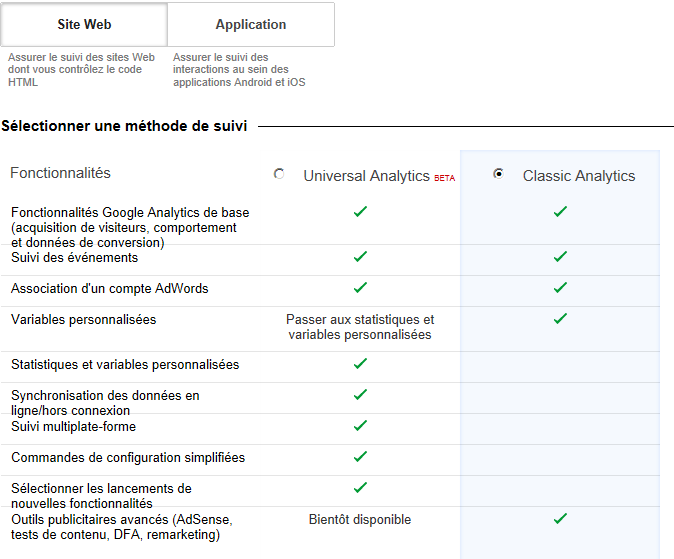 Site Web
Application
Assurer le suivi des sites Web
dont vous contrôlez le code
HTML
Assurer le suivi des
interactions au sein des
applications Android et iOS
Sélectionner une méthode de suivi
Fonctionnalités
Universal Analytics BETA
Classic Analytics
Fonctionnalités Google Analytics de base
(acquisition de visiteurs, comportement
et données de conversion)
Suivi des événements
Association d'un compte AdWords
Variables personnalisées
Passer aux statistiques et
variables personnalisées
Statistiques et variables personnalisées
Synchronisation des données en
ligne/hors connexion
Suivi multiplate-forme
Commandes de configuration simplifiées
Sélectionner les lancements de
nouvelles fonctionnalités
Outils publicitaires avancés (AdSense,
tests de contenu, DFA, remarketing)
Bientôt disponible